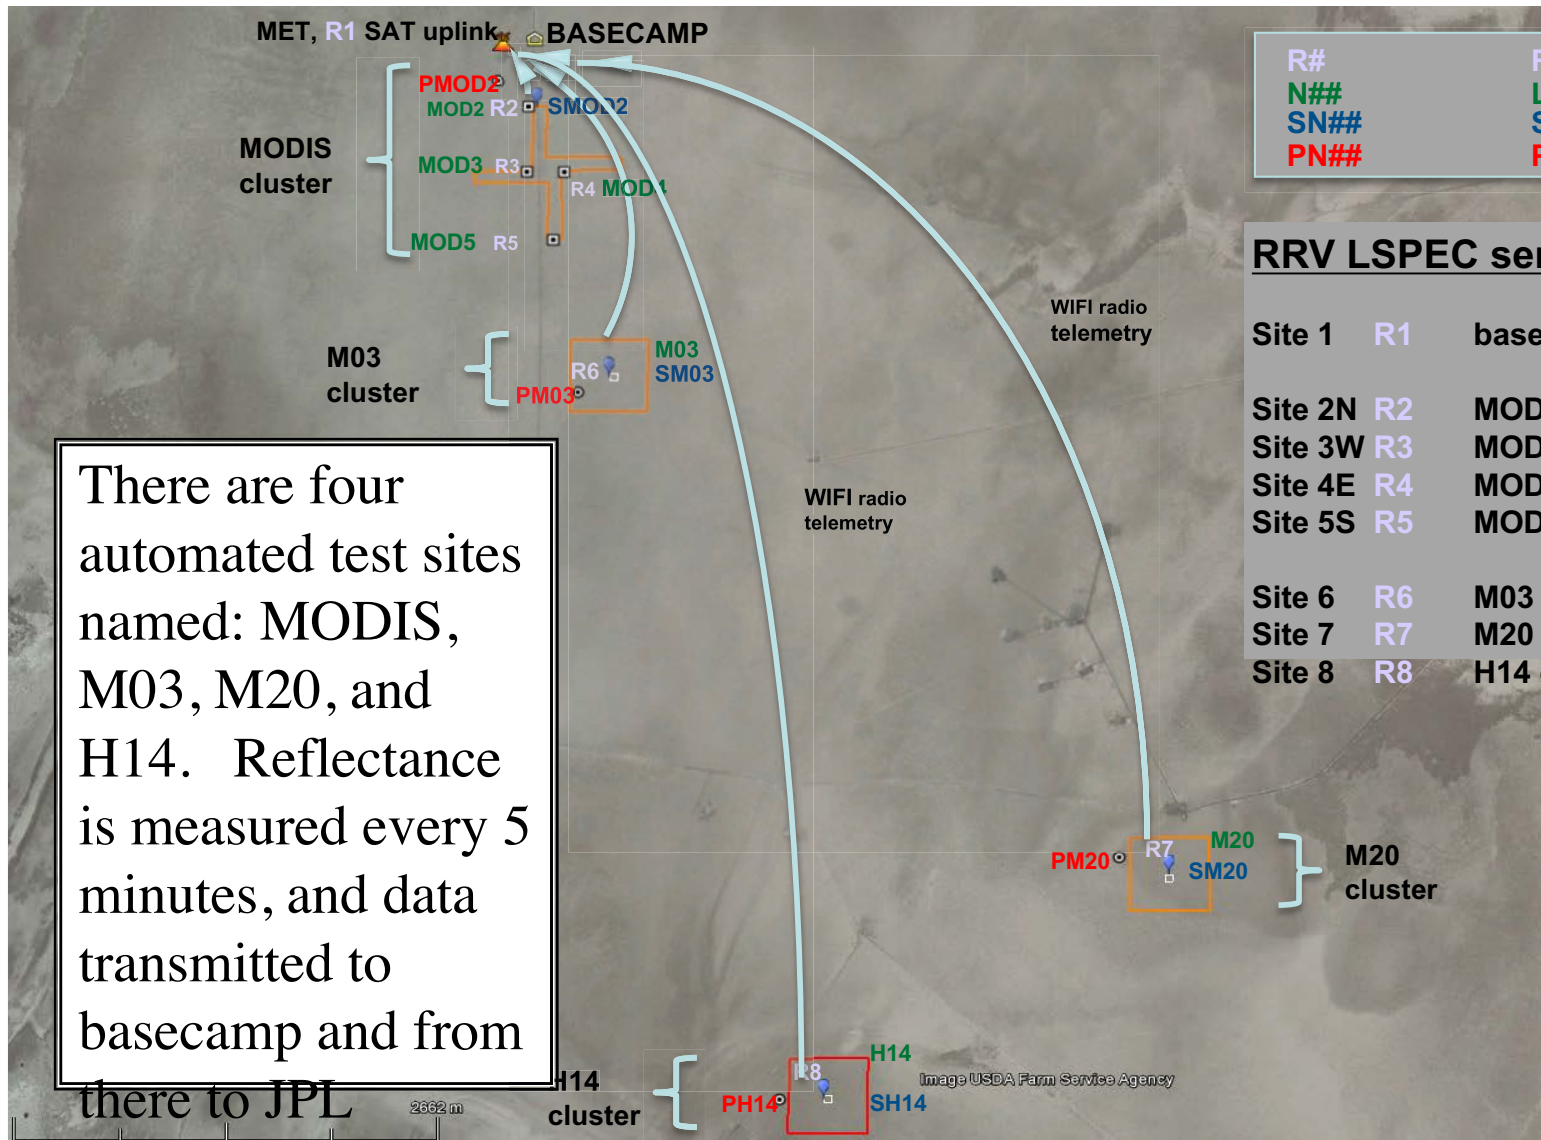 MET, R1 SAT uplink
BASECAMP
PMOD2
MOD2 R2 SMOD2
MODIS
cluster
MOD3 R3
R4 MOD4
MOD5 R5
M03
cluster
R6
M03
SM03
PM03
WIFI radio
telemetry
WIFI radio
telemetry
R#
N##
SN##
PN##
RRV LSPEC
Site 1 R1 base
Site 2N R2 MOD
Site 3W R3 MOD
Site 4E R4 MOD
Site 5S R5 MOD
Site 6 R6 M03
Site 7 R7 M20
Site 8 R8 H14
There are four
automated test sites
named: MODIS,
M03, M20, and
H14. Reflectance
is measured every 5
minutes, and data
transmitted to
basecamp and from
there to JPL
PM20
R7
M20
SM20
M20
cluster
H14
cluster
PH14
R8
H14
SH14
Image USDA Farm Service Agency
2662 m